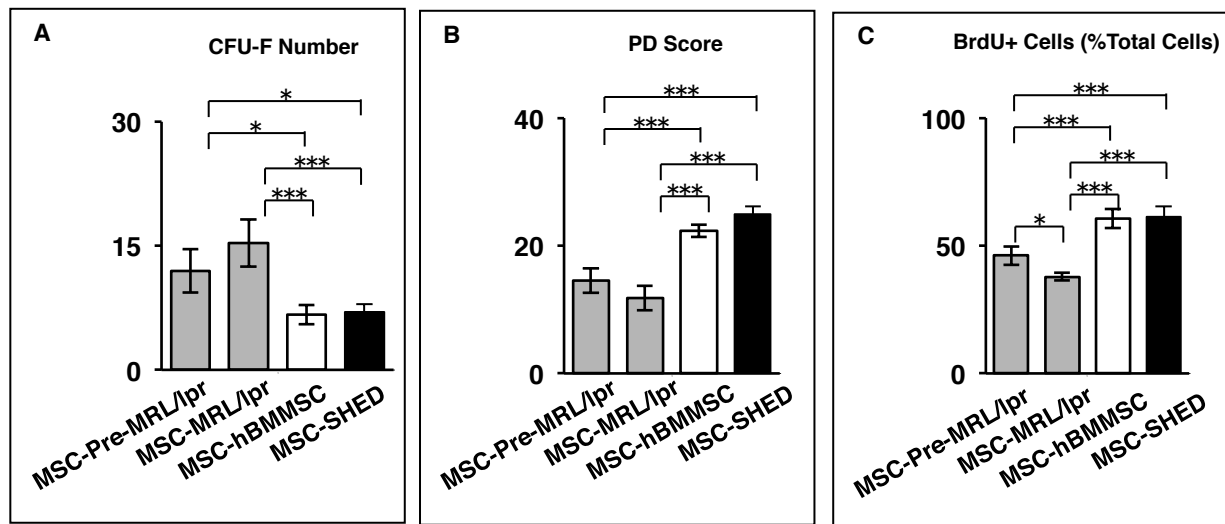 A
CFU-F Number
*
*
***
***
30
15
0
MSC-Pre-MRL/lpr
MSC-MRL/lpr
MSC-hBMMSC
MSC-SHED
B
PD Score
***
***
***
***
40
20
0
MSC-Pre-MRL/lpr
MSC-MRL/lpr
MSC-hBMMSC
MSC-SHED
C
BrdU+ Cells (%Total Cells)
***
***
***
***
*
100
50
0
MSC-Pre-MRL/lpr
MSC-MRL/lpr
MSC-hBMMSC
MSC-SHED